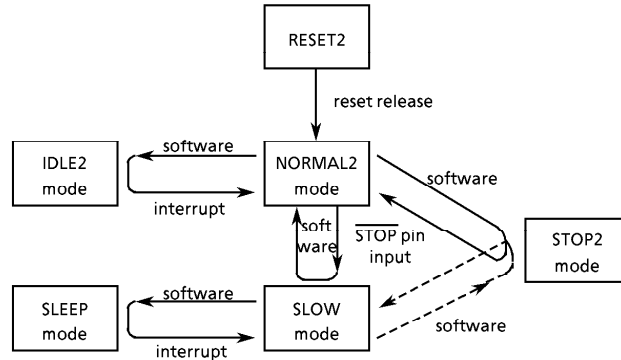 RESET2
reset release
software
IDLE2
mode
NORMAL2
mode
software
interrupt
soft
ware
STOP pin
input
STOP2
mode
software
SLEEP
mode
SLOW
mode
software
interrupt